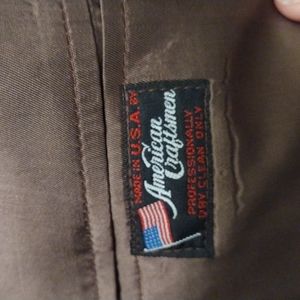 MADE IN U.S.A. BY
American
Craftsmen
PROFESSIONALLY
DRY CLEAN ONLY